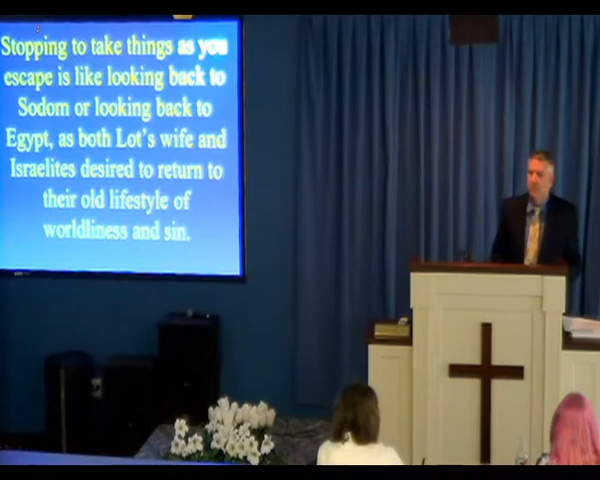 Stopping to take things as you
escape is like looking back to
Sodom or looking back to
Egypt, as both Lot's wife and
Israelites desired to return to
their old lifestyle of
worldliness and sin.